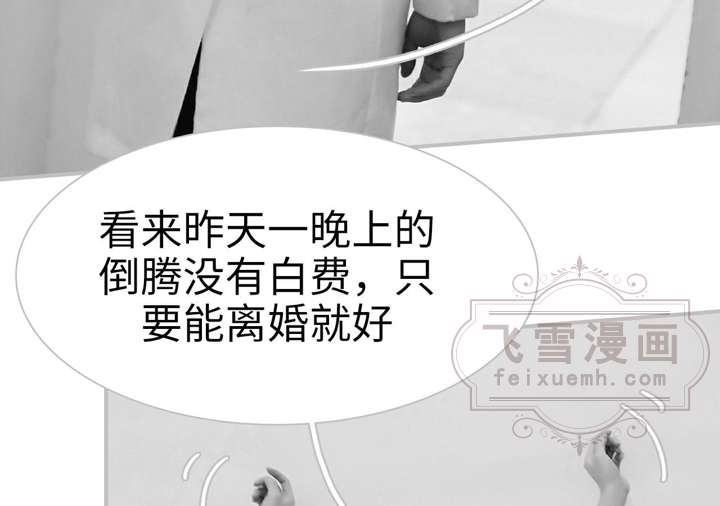 看来昨天一晚上的
倒腾没有白费，只
要能离婚就好
飞雪漫画
feixuemh.com